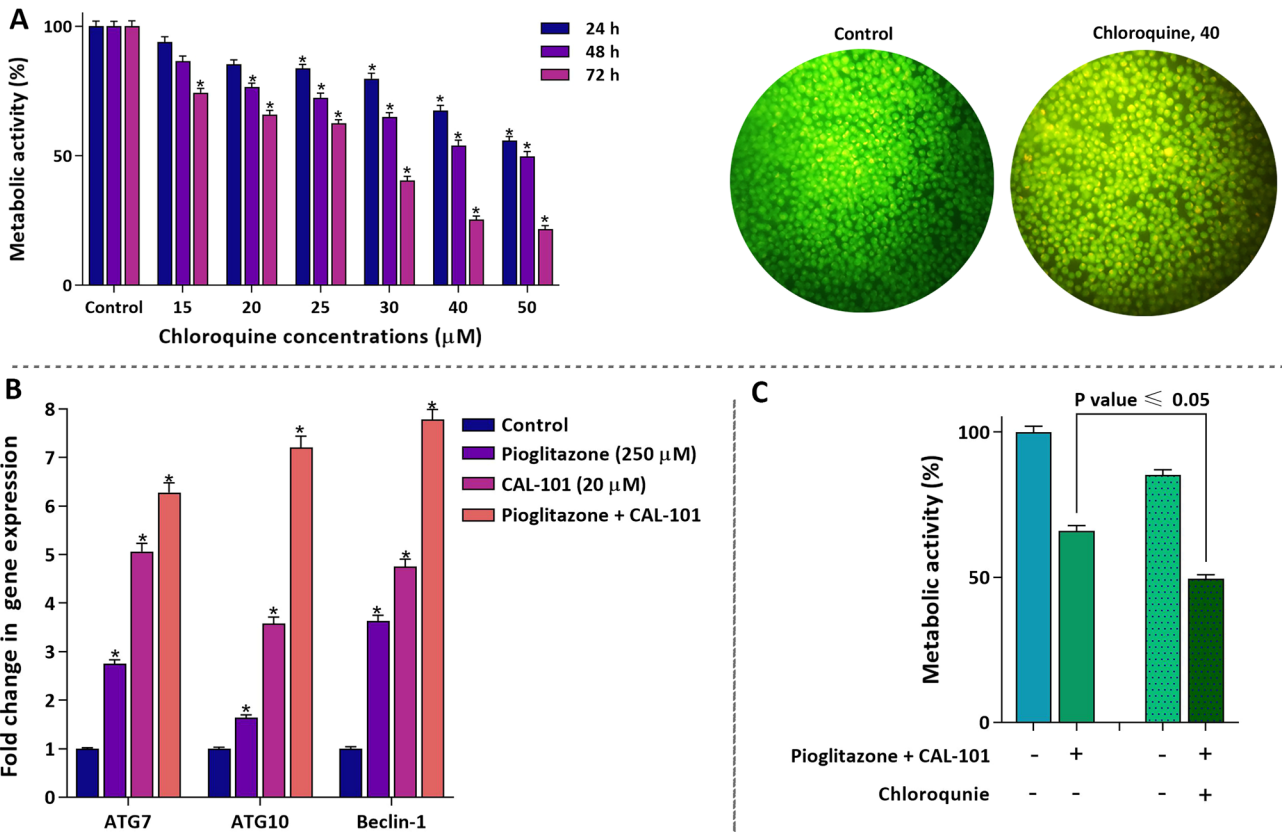 A
Metabolic activity (%)
100
50
0
* * * * * * * * * * * * * * *
24 h
48 h
72 h
Control 15 20 25 30 40 50
Chloroquine concentrations (μM)
Control
Chloroquine, 40
B
Fold change in gene expression
8
7
6
5
4
3
2
1
0
* * * * * * * * *
Control
Pioglitazone (250 μM)
CAL-101 (20 μM)
Pioglitazone + CAL-101
ATG7 ATG10 Beclin-1
C
P value ⩽ 0.05
Metabolic activity (%)
100
50
0
Pioglitazone + CAL-101 - + - +
Chloroqunie - - - +